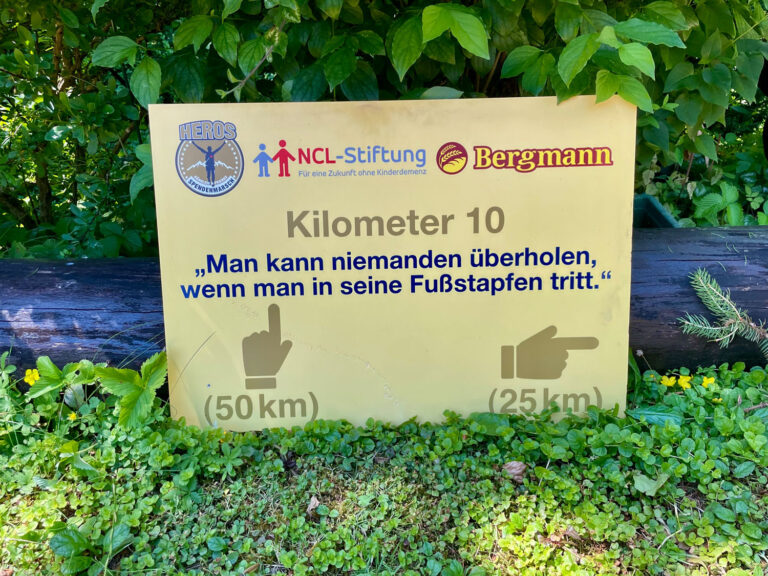 HEROS
SPENDENMARSCH
NCL-Stiftung
Für eine Zukunft ohne Kinderdemenz
Bergmann
Kilometer 10
„Man kann niemanden überholen,
wenn man in seine Fußstapfen tritt.“
(50 km)
(25 km)